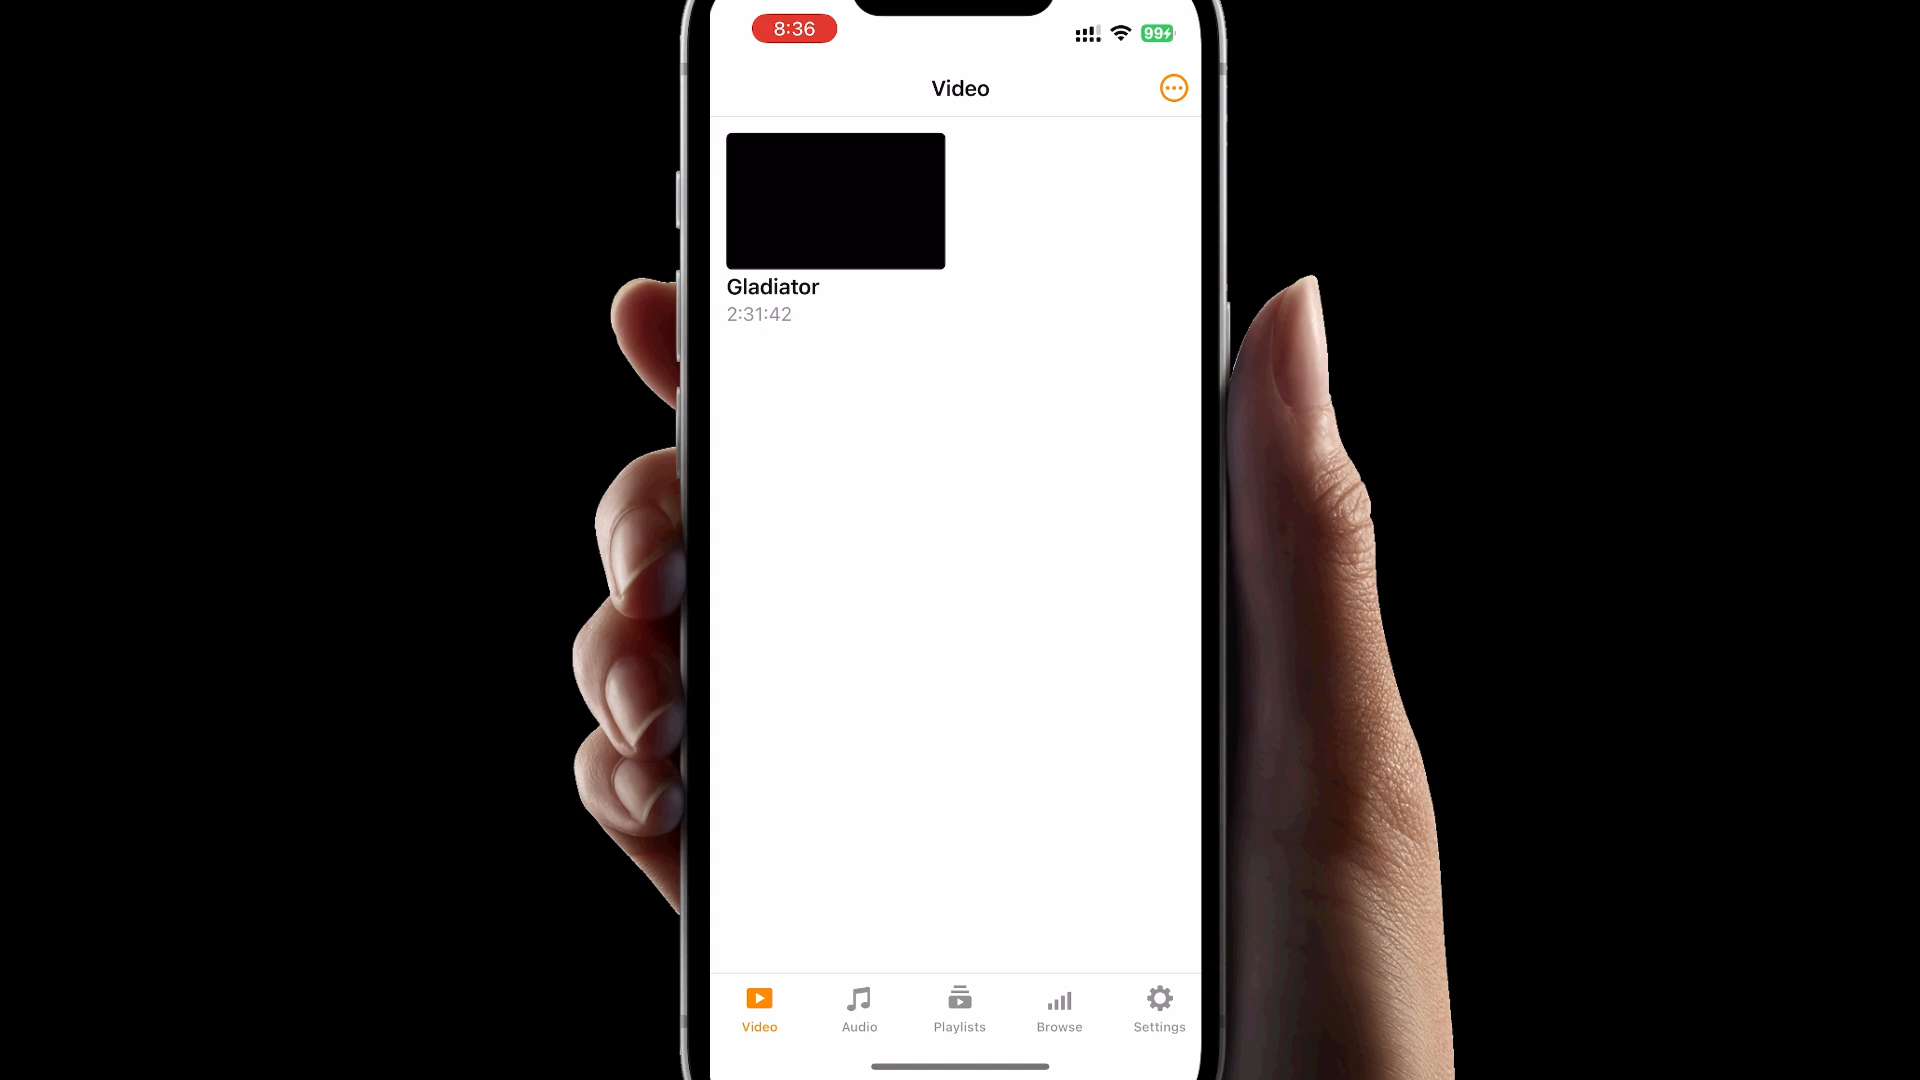 8:36
99
Video
Gladiator
2:31:42
Video
Audio
Playlists
Browse
Settings